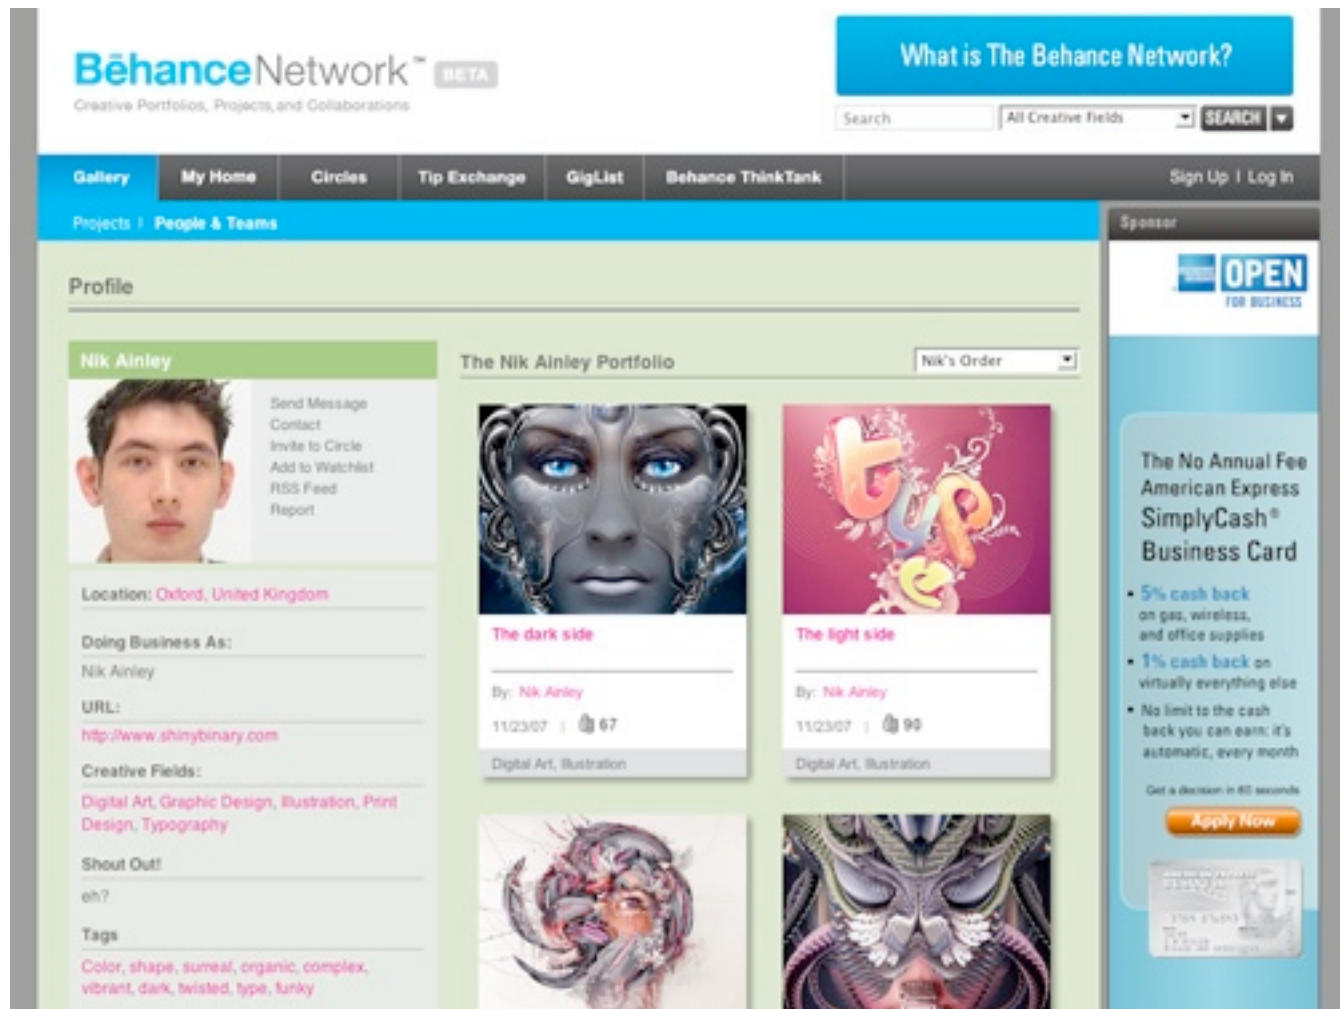 BēhanceNetwork™ BETA
Creative Portfolios, Projects, and Collaborations
What is The Behance Network?
Search
All Creative Fields
SEARCH
Gallery
My Home
Circles
Tip Exchange
GigList
Behance ThinkTank
Sign Up | Log In
Projects | People & Teams
Sponsor
OPEN
FOR BUSINESS
Profile
Nik Ainley
Send Message
Contact
Invite to Circle
Add to Watchlist
RSS Feed
Report
Location: Oxford, United Kingdom
Doing Business As:
Nik Ainley
URL:
http://www.shinybinary.com
Creative Fields:
Digital Art, Graphic Design, Illustration, Print
Design, Typography
Shout Out!
eh?
Tags
Color, shape, surreal, organic, complex,
vibrant, dark, twisted, type, funky
The Nik Ainley Portfolio
Nik's Order
The dark side
By: Nik Ainley
11/23/07 | 67
Digital Art, Illustration
type
The light side
By: Nik Ainley
11/23/07 | 90
Digital Art, Illustration
The No Annual Fee
American Express
SimplyCash®
Business Card
• 5% cash back
on gas, wireless,
and office supplies
• 1% cash back on
virtually everything else
• No limit to the cash
back you can earn: it's
automatic, every month
Get a decision in 60 seconds
Apply Now
AMERICAN EXPRESS